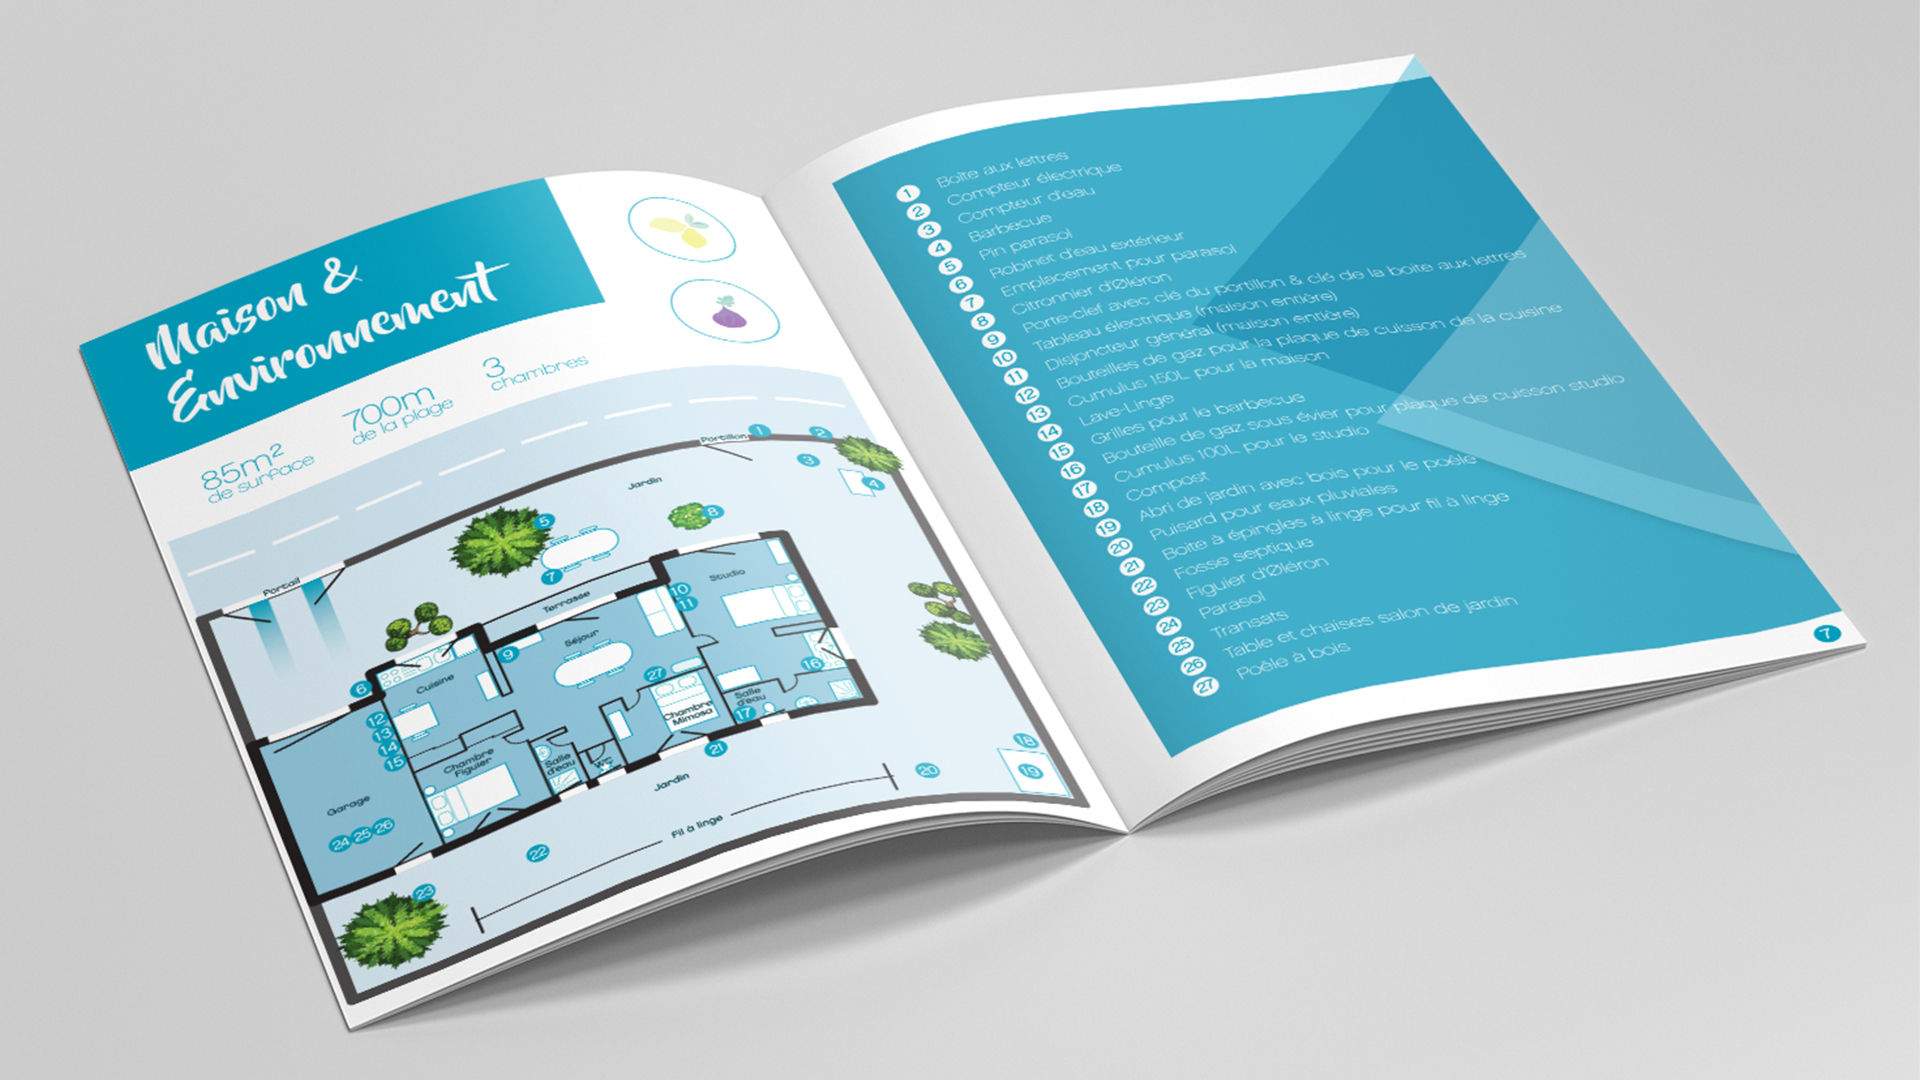 Maison &
Environnement
85m²
de surface
700m
de la plage
3
chambres
Portillon
1
2
3
4
Jardin
5
8
7
Portail
Terrasse
Studio
10
11
Séjour
9
6
Cuisine
27
16
12
13
14
15
Chambre
Mimosa
Salle
d'eau
17
Chambre
Figuier
Salle
d'eau
WC
21
18
19
20
Garage
24 25 26
Jardin
Fil à linge
22
23
1 Boîte aux lettres
2 Compteur électrique
3 Compteur d'eau
4 Barbecue
5 Pin parasol
6 Robinet d'eau extérieur
7 Emplacement pour parasol
8 Citronnier d'Øléron
9 Porte-clef avec clé du portillon & clé de la boite aux lettres
10 Tableau électrique (maison entière)
11 Disjoncteur général (maison entière)
12 Bouteilles de gaz pour la plaque de cuisson de la cuisine
13 Cumulus 150L pour la maison
14 Lave-Linge
15 Grilles pour le barbecue
16 Bouteille de gaz sous évier pour plaque de cuisson studio
17 Cumulus 100L pour le studio
18 Compost
19 Abri de jardin avec bois pour le poêle
20 Puisard pour eaux pluviales
21 Boite à épingles à linge pour fil à linge
22 Fosse septique
23 Figuier d'Øléron
24 Parasol
25 Transats
26 Table et chaises salon de jardin
27 Poêle à bois
7